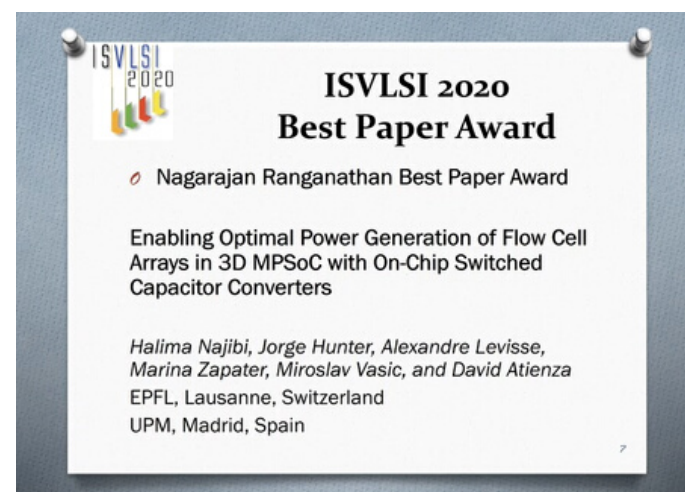 ISVLSI
2020
ISVLSI 2020
Best Paper Award
Nagarajan Ranganathan Best Paper Award
Enabling Optimal Power Generation of Flow Cell
Arrays in 3D MPSoC with On-Chip Switched
Capacitor Converters
Halima Najibi, Jorge Hunter, Alexandre Levisse,
Marina Zapater, Miroslav Vasic, and David Atienza
EPFL, Lausanne, Switzerland
UPM, Madrid, Spain
7